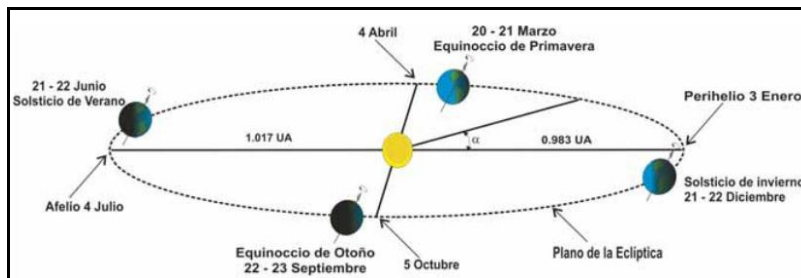 4 Abril
20 - 21 Marzo
Equinoccio de Primavera
21 - 22 Junio
Solsticio de Verano
Perihelio 3 Enero
1.017 UA
α
0.983 UA
Afelio 4 Julio
Solsticio de invierno
21 - 22 Diciembre
Equinoccio de Otoño
22 - 23 Septiembre
5 Octubre
Plano de la Eclíptica